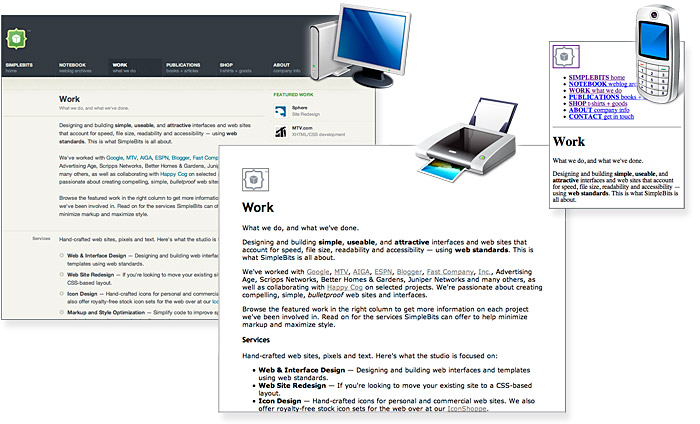 SIMPLEBITS NOTEBOOK WORK PUBLICATIONS SHOP ABOUT
home weblog archives what we do books + articles t-shirts + goods company info
Work
What we do, and what we've done.
Designing and building simple, useable, and attractive interfaces and web sites
that account for speed, file size, readability and accessibility — using web
standards. This is what SimpleBits is all about.
We've worked with Google, MTV, AIGA, ESPN, Blogger, Fast Comp
Advertising Age, Scripps Networks, Better Homes & Gardens, Ju
many others, as well as collaborating with Happy Cog on selected
passionate about creating compelling, simple, bulletproof web sit
Browse the featured work in the right column to get more informati
we've been involved in. Read on for the services SimpleBits can off
minimize markup and maximize style.
Services
Hand-crafted web sites, pixels and text. Here's what the studio is fo
Web & Interface Design — Designing and building web interfac
templates using web standards.
Web Site Redesign — If you're looking to move your existing si
CSS-based layout.
Icon Design — Hand-crafted icons for personal and commercial
also offer royalty-free stock icon sets for the web over at our Ico
Markup and Style Optimization — Simplify code to improve sp
FEATURED WORK
Sphere
Site Redesign
MTV.com
XHTML/CSS development
Work
What we do, and what we've done.
Designing and building simple, useable, and attractive interfaces and web sites that
account for speed, file size, readability and accessibility — using web standards. This is
what SimpleBits is all about.
We've worked with Google, MTV, AIGA, ESPN, Blogger, Fast Company, Inc., Advertising
Age, Scripps Networks, Better Homes & Gardens, Juniper Networks and many others, as
well as collaborating with Happy Cog on selected projects. We're passionate about creating
compelling, simple, bulletproof web sites and interfaces.
Browse the featured work in the right column to get more information on each project
we've been involved in. Read on for the services SimpleBits can offer to help minimize
markup and maximize style.
Services
Hand-crafted web sites, pixels and text. Here's what the studio is focused on:
Web & Interface Design — Designing and building web interfaces and templates
using web standards.
Web Site Redesign — If you're looking to move your existing site to a CSS-based
layout.
Icon Design — Hand-crafted icons for personal and commercial web sites. We also
offer royalty-free stock icon sets for the web over at our IconShoppe.
SIMPLEBITS home
NOTEBOOK weblog arc
WORK what we do
PUBLICATIONS books +
SHOP t-shirts + goods
ABOUT company info
CONTACT get in touch
Work
What we do, and what we've done.
Designing and building simple, useable, and
attractive interfaces and web sites that account
for speed, file size, readability and accessibility —
using web standards. This is what SimpleBits is
all about.